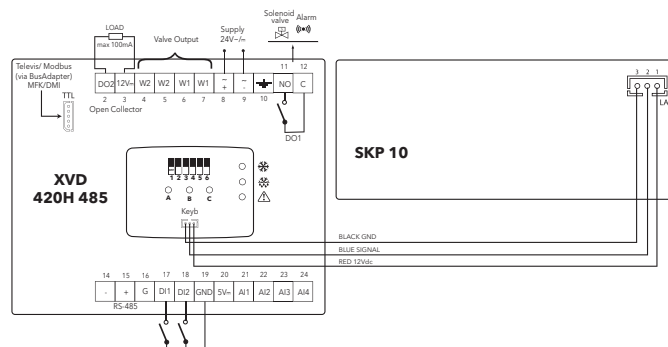 Solenoid
valve
Alarm
LOAD
max 100mA
Valve Output
Supply
24V~/⎓
Televis/ Modbus
(via BusAdapter)
MFK/DMI
TTL
11 12
DO2 12V⎓ W2 W2 W1 W1 ~ + ~ - NO C
2 3 4 5 6 7 8 9 10
Open Collector
DO1
3 2 1
LA
SKP 10
XVD
420H 485
1 2 3 4 5 6
A B C
Keyb
BLACK GND
BLUE SIGNAL
RED 12Vdc
14 15 16 17 18 19 20 21 22 23 24
- + G DI1 DI2 GND 5V⎓ AI1 AI2 AI3 AI4
RS-485